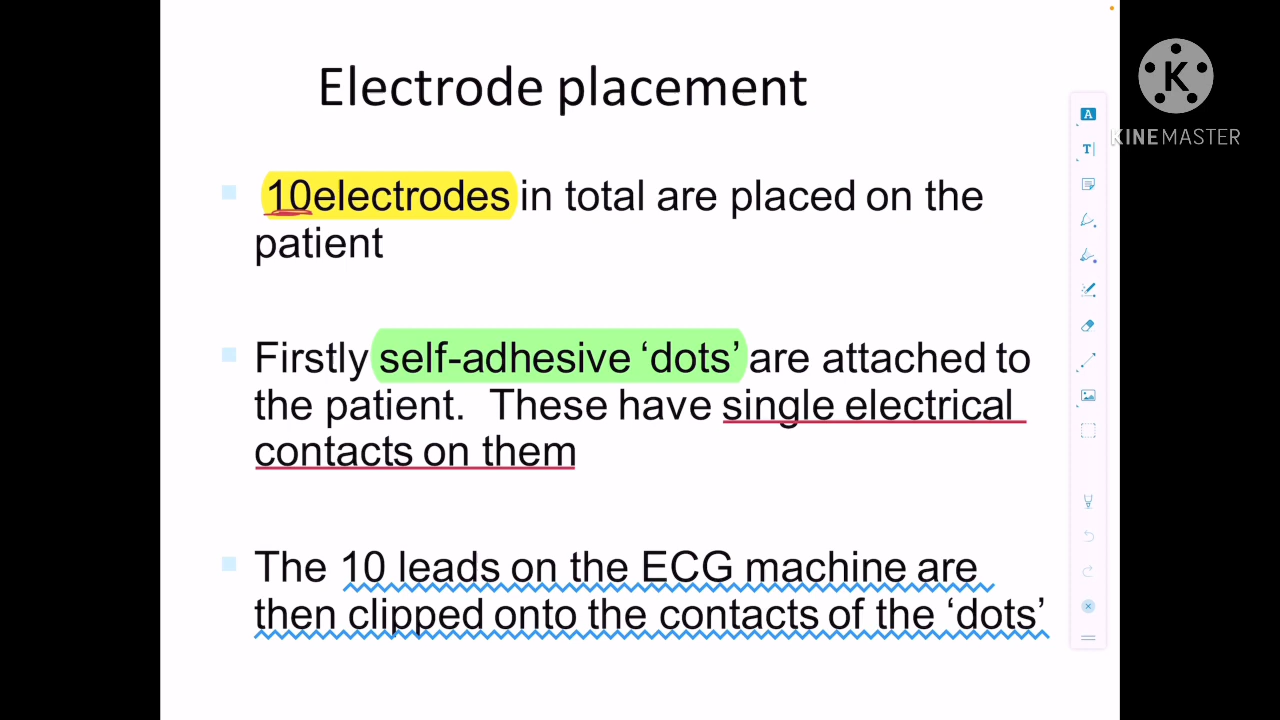 Electrode placement
10electrodes in total are placed on the
patient
Firstly self-adhesive ‘dots’ are attached to
the patient.  These have single electrical
contacts on them
The 10 leads on the ECG machine are
then clipped onto the contacts of the ‘dots’
K
KINEMASTER
A
T